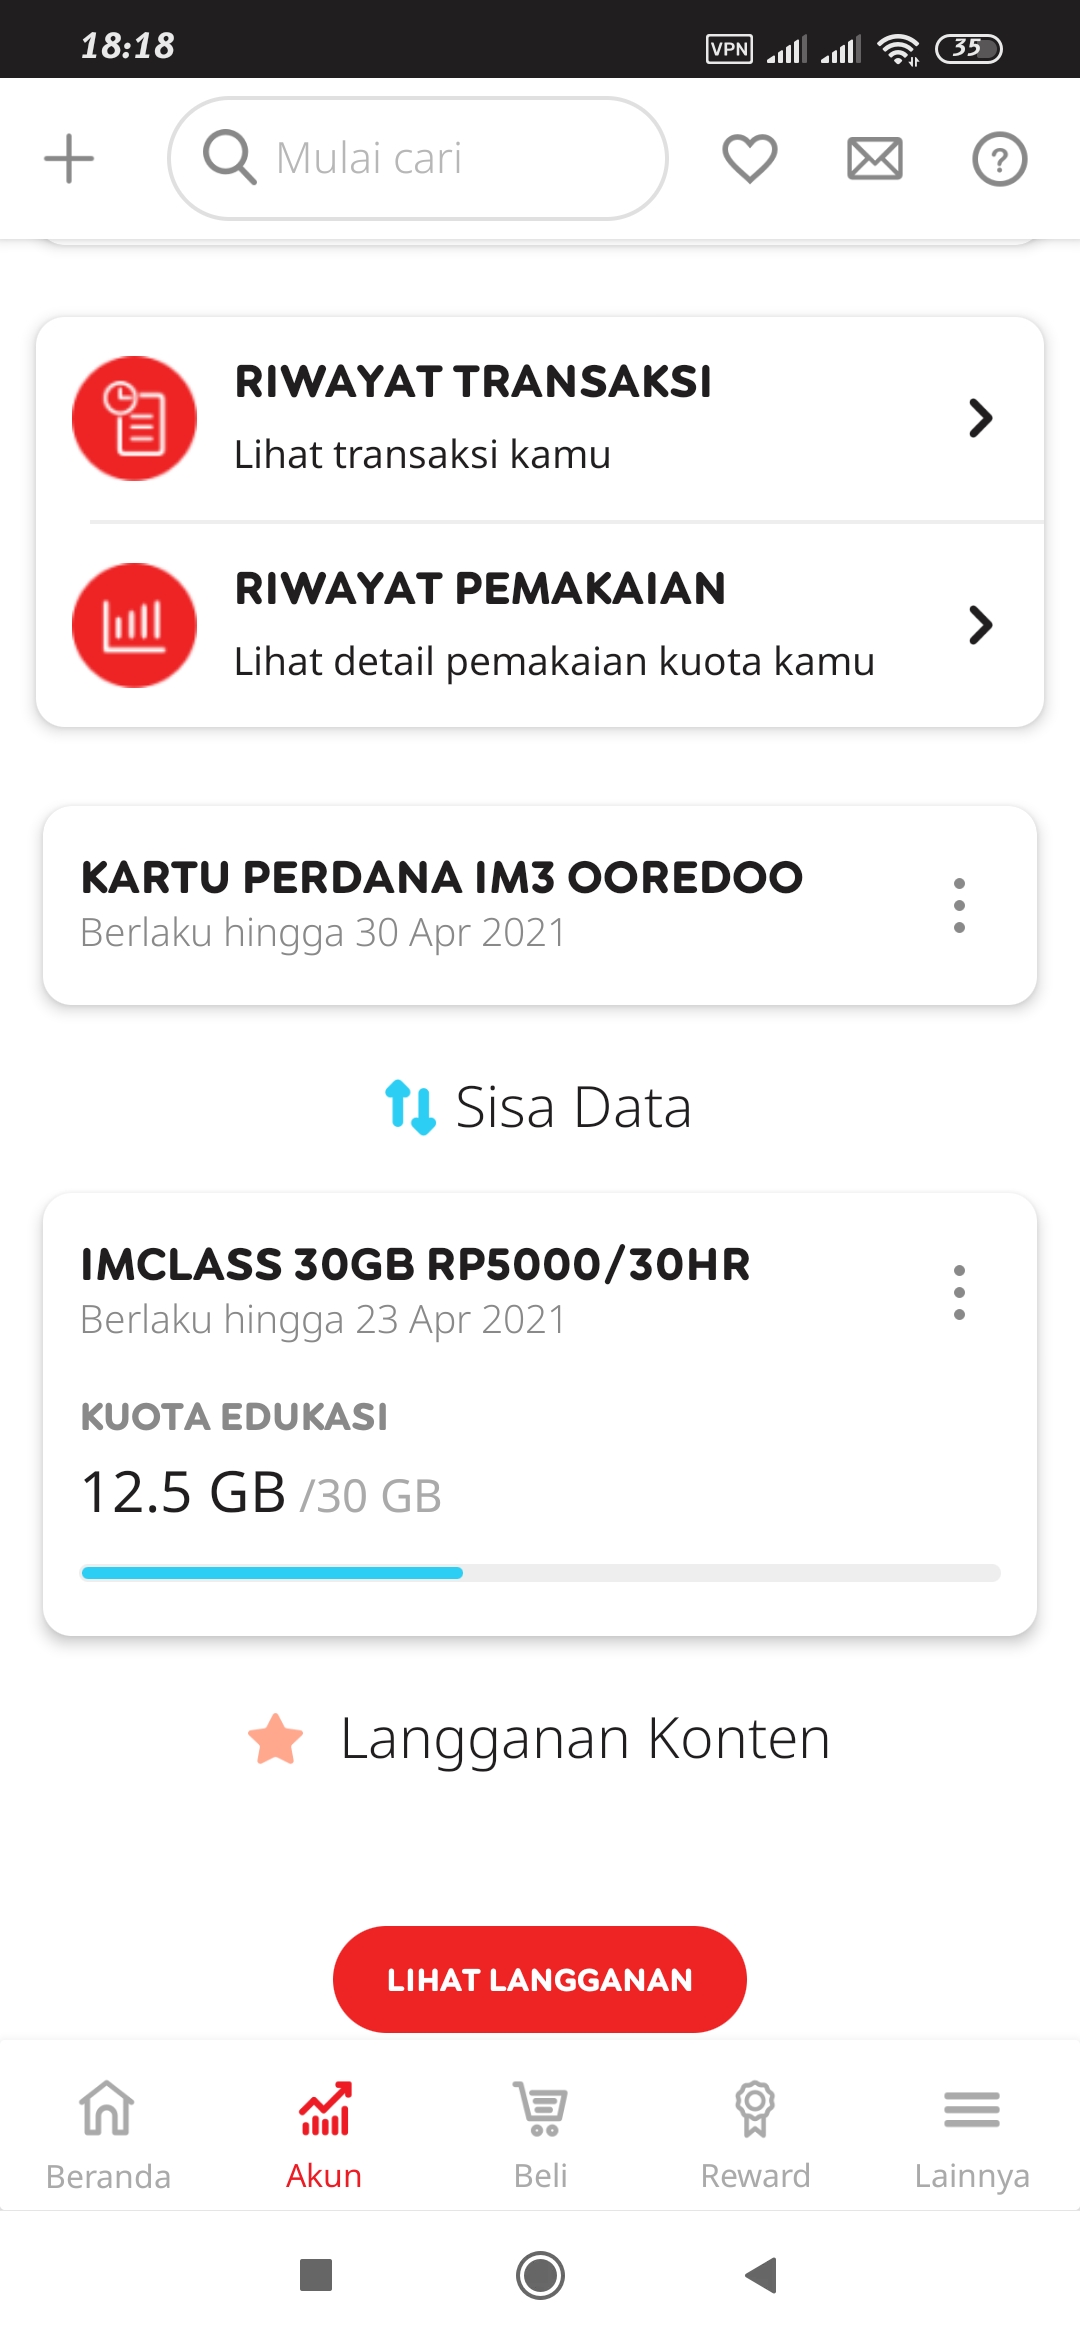 18:18
VPN
35
Mulai cari
RIWAYAT TRANSAKSI
Lihat transaksi kamu
RIWAYAT PEMAKAIAN
Lihat detail pemakaian kuota kamu
KARTU PERDANA IM3 OOREDOO
Berlaku hingga 30 Apr 2021
Sisa Data
IMCLASS 30GB RP5000/30HR
Berlaku hingga 23 Apr 2021
KUOTA EDUKASI
12.5 GB /30 GB
Langganan Konten
LIHAT LANGGANAN
Beranda
Akun
Beli
Reward
Lainnya